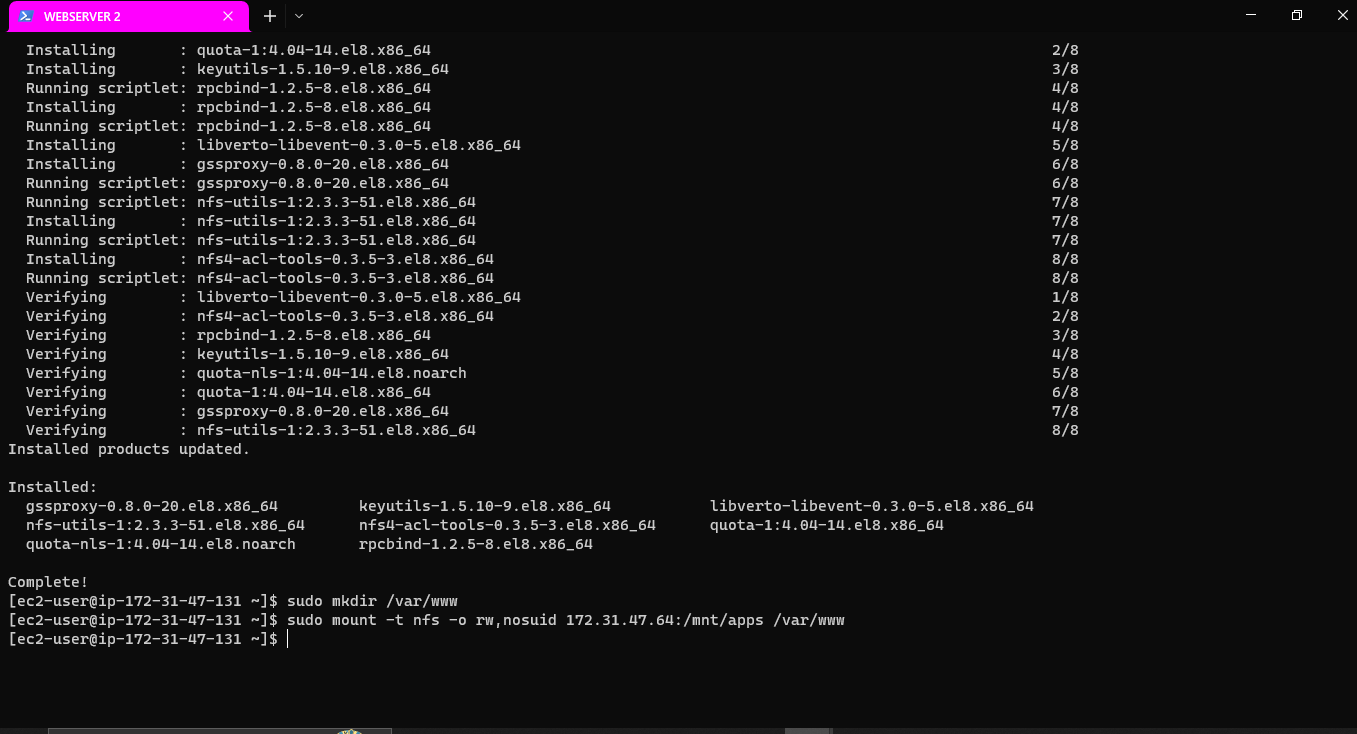 WEBSERVER 2
Installing : quota-1:4.04-14.el8.x86_64 2/8
Installing : keyutils-1.5.10-9.el8.x86_64 3/8
Running scriptlet: rpcbind-1.2.5-8.el8.x86_64 4/8
Installing : rpcbind-1.2.5-8.el8.x86_64 4/8
Running scriptlet: rpcbind-1.2.5-8.el8.x86_64 4/8
Installing : libverto-libevent-0.3.0-5.el8.x86_64 5/8
Installing : gssproxy-0.8.0-20.el8.x86_64 6/8
Running scriptlet: gssproxy-0.8.0-20.el8.x86_64 6/8
Running scriptlet: nfs-utils-1:2.3.3-51.el8.x86_64 7/8
Installing : nfs-utils-1:2.3.3-51.el8.x86_64 7/8
Running scriptlet: nfs-utils-1:2.3.3-51.el8.x86_64 7/8
Installing : nfs4-acl-tools-0.3.5-3.el8.x86_64 8/8
Running scriptlet: nfs4-acl-tools-0.3.5-3.el8.x86_64 8/8
Verifying : libverto-libevent-0.3.0-5.el8.x86_64 1/8
Verifying : nfs4-acl-tools-0.3.5-3.el8.x86_64 2/8
Verifying : rpcbind-1.2.5-8.el8.x86_64 3/8
Verifying : keyutils-1.5.10-9.el8.x86_64 4/8
Verifying : quota-nls-1:4.04-14.el8.noarch 5/8
Verifying : quota-1:4.04-14.el8.x86_64 6/8
Verifying : gssproxy-0.8.0-20.el8.x86_64 7/8
Verifying : nfs-utils-1:2.3.3-51.el8.x86_64 8/8
Installed products updated.
Installed:
gssproxy-0.8.0-20.el8.x86_64 keyutils-1.5.10-9.el8.x86_64 libverto-libevent-0.3.0-5.el8.x86_64
nfs-utils-1:2.3.3-51.el8.x86_64 nfs4-acl-tools-0.3.5-3.el8.x86_64 quota-1:4.04-14.el8.x86_64
quota-nls-1:4.04-14.el8.noarch rpcbind-1.2.5-8.el8.x86_64
Complete!
[ec2-user@ip-172-31-47-131 ~]$ sudo mkdir /var/www
[ec2-user@ip-172-31-47-131 ~]$ sudo mount -t nfs -o rw,nosuid 172.31.47.64:/mnt/apps /var/www
[ec2-user@ip-172-31-47-131 ~]$